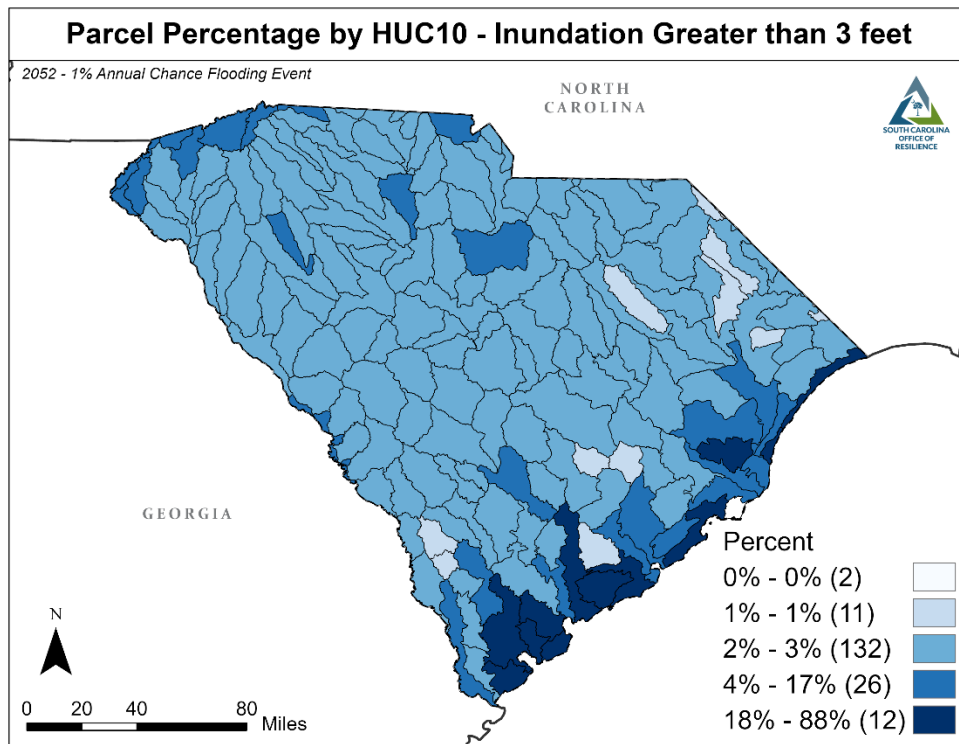 Parcel Percentage by HUC10 - Inundation Greater than 3 feet
2052 - 1% Annual Chance Flooding Event
NORTH
CAROLINA
SOUTH CAROLINA
OFFICE OF
RESILIENCE
GEORGIA
Percent
0% - 0% (2)
1% - 1% (11)
2% - 3% (132)
4% - 17% (26)
18% - 88% (12)
N
0 20 40 80
Miles